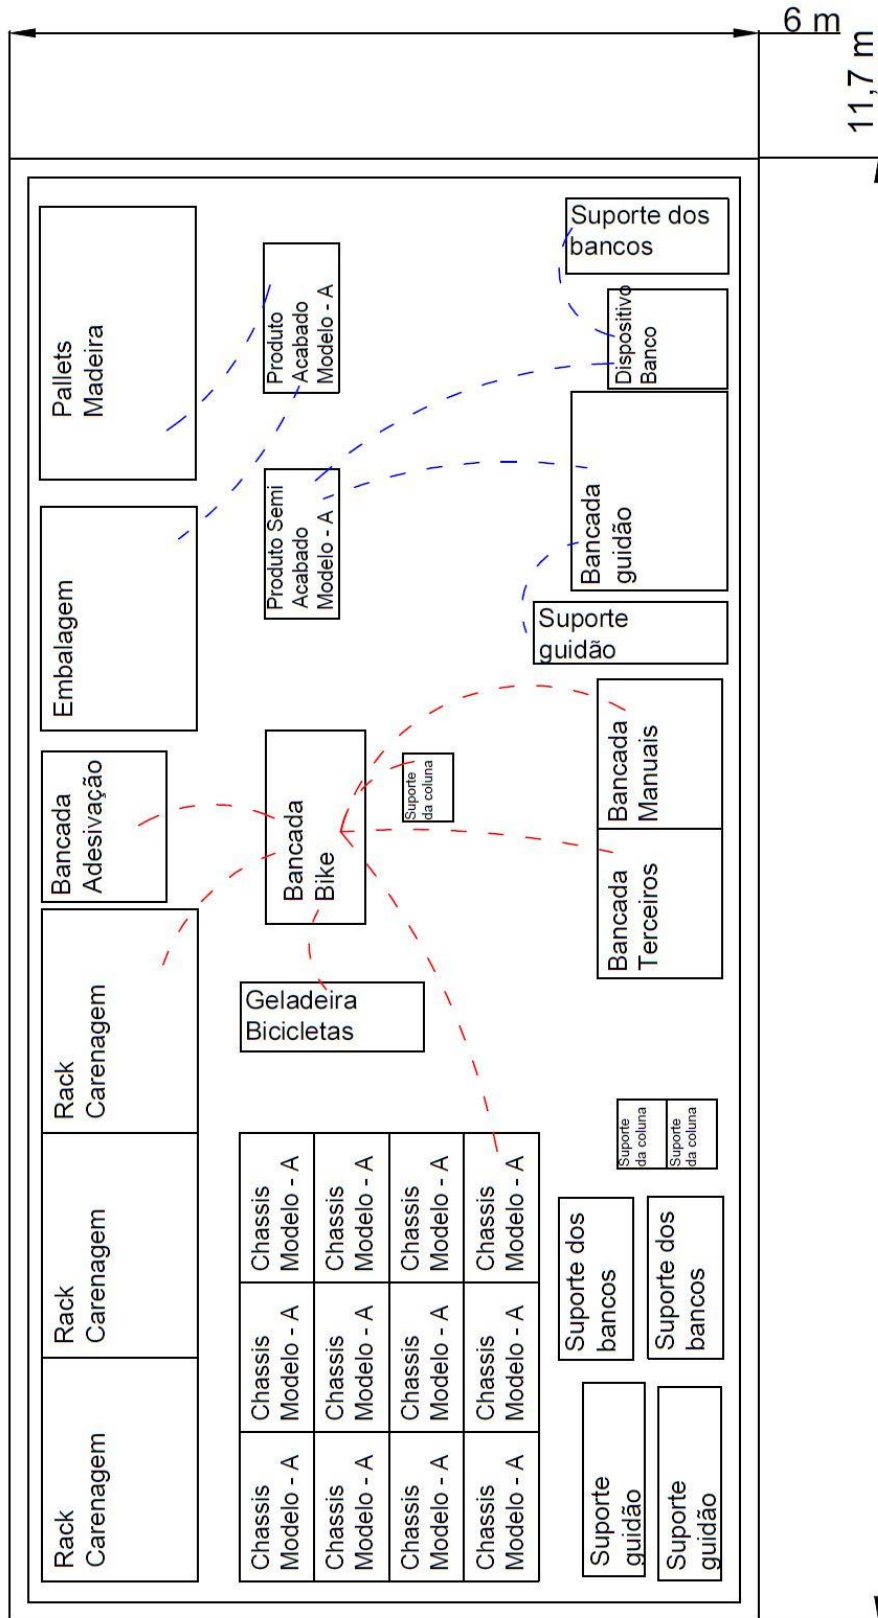 6 m
11,7 m
Suporte dos
bancos
Pallets
Madeira
Produto
Acabado
Modelo - A
Dispositivo
Banco
Produto Semi
Acabado
Modelo - A
Bancada
guidão
Embalagem
Suporte
guidão
Bancada
Adesivação
Bancada
Bike
Suporte
da coluna
Bancada
Manuais
Bancada
Terceiros
Rack
Carenagem
Geladeira
Bicicletas
Suporte
da coluna
Suporte
da coluna
Rack
Carenagem
Chassis
Modelo - A
Chassis
Modelo - A
Chassis
Modelo - A
Chassis
Modelo - A
Suporte dos
bancos
Suporte dos
bancos
Chassis
Modelo - A
Chassis
Modelo - A
Chassis
Modelo - A
Chassis
Modelo - A
Rack
Carenagem
Chassis
Modelo - A
Chassis
Modelo - A
Chassis
Modelo - A
Chassis
Modelo - A
Suporte
guidão
Suporte
guidão